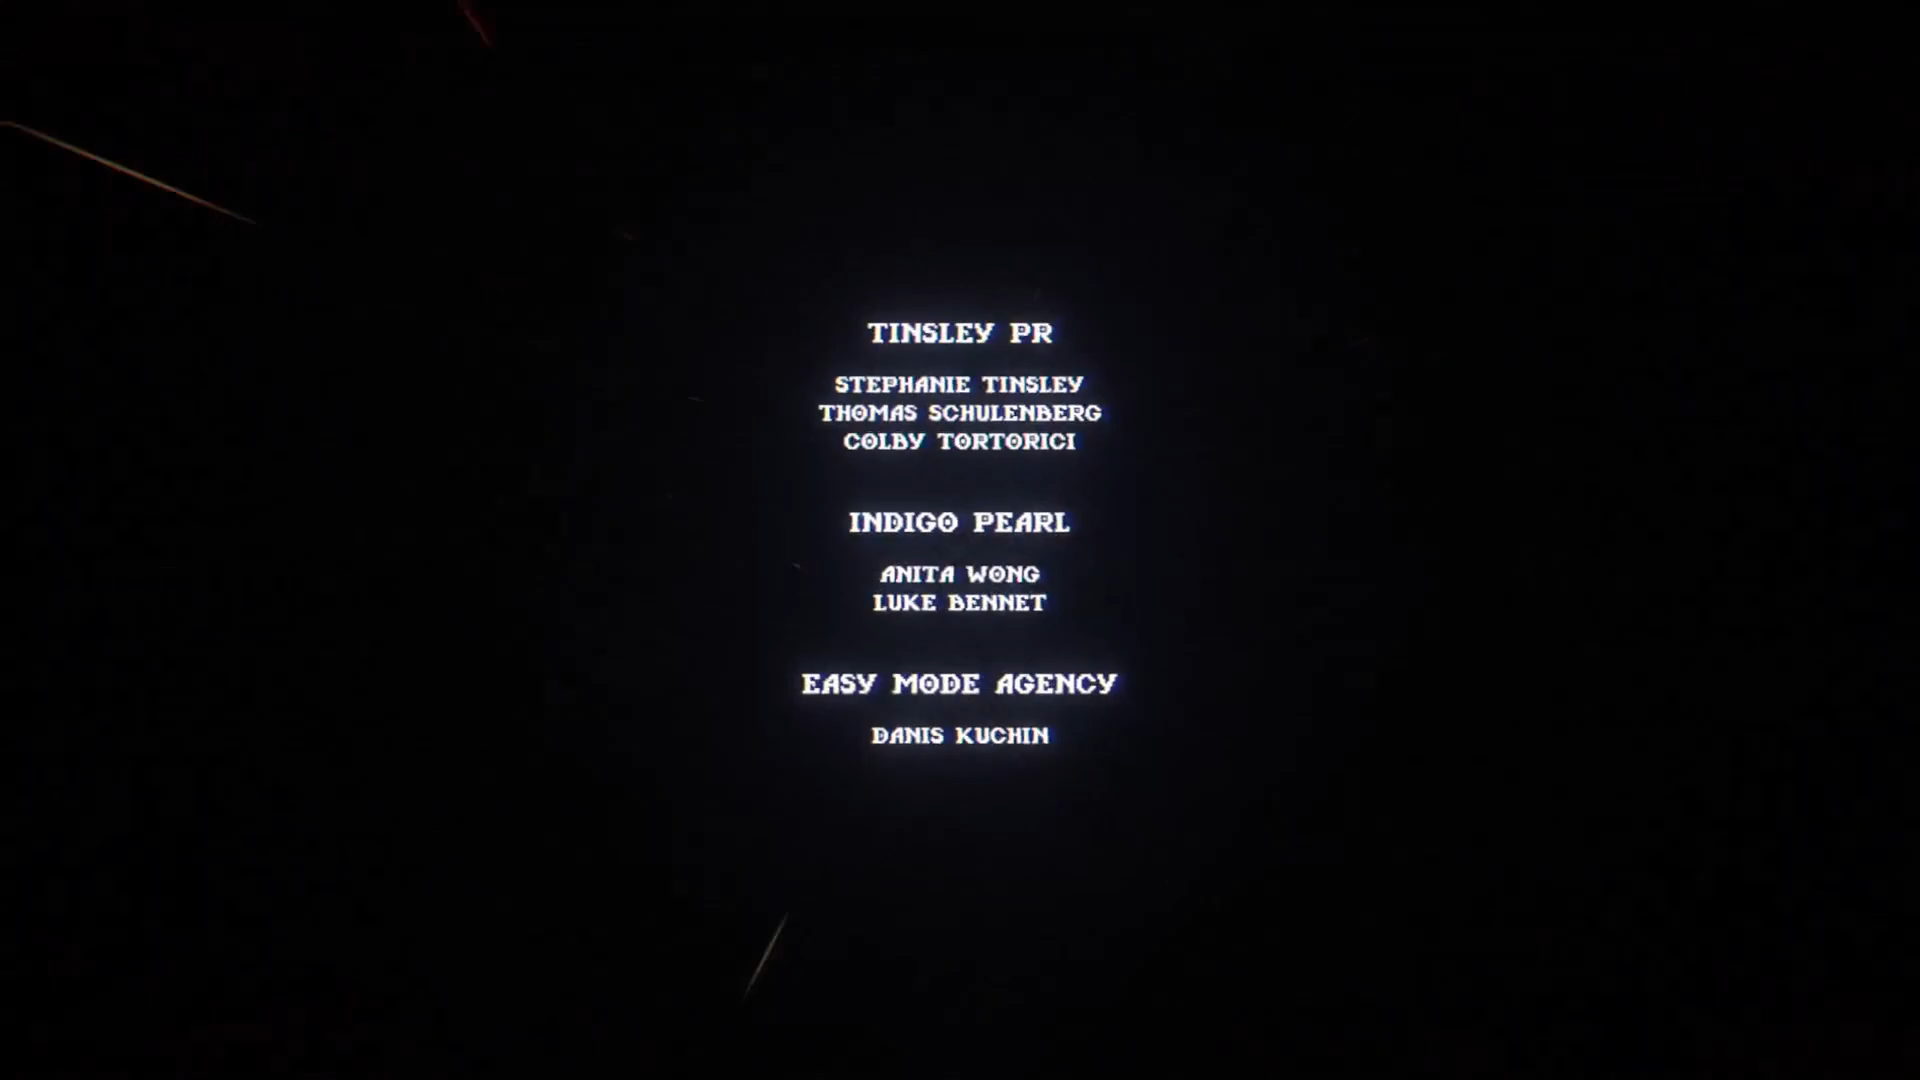 TINSLEY PR
STEPHANIE TINSLEY
THOMAS SCHULENBERG
COLBY TORTORICI
INDIGO PEARL
ANITA WONG
LUKE BENNET
EASY MODE AGENCY
DANIS KUCHIN